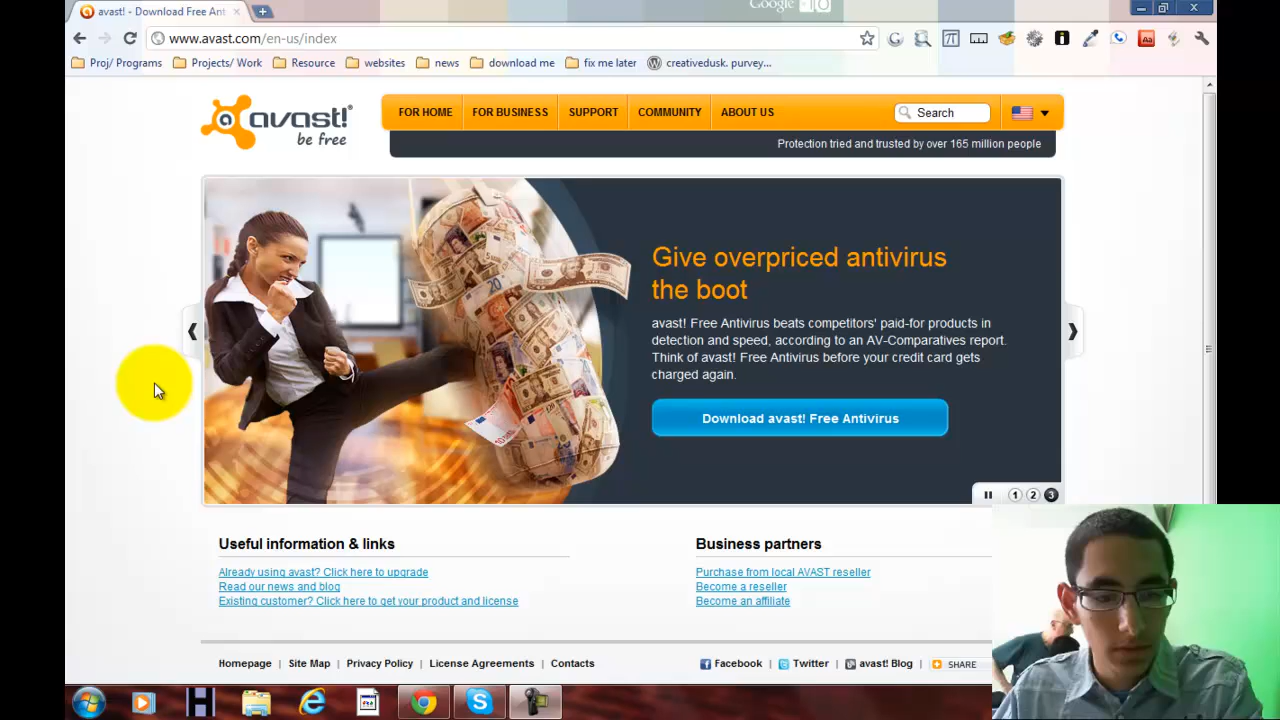 avast! - Download Free Ant
Google
www.avast.com/en-us/index
Proj/ Programs
Projects/ Work
Resource
websites
news
download me
fix me later
creativedusk. purvey...
avast!
be free
FOR HOME
FOR BUSINESS
SUPPORT
COMMUNITY
ABOUT US
Search
Protection tried and trusted by over 165 million people
Give overpriced antivirus
the boot
avast! Free Antivirus beats competitors' paid-for products in
detection and speed, according to an AV-Comparatives report.
Think of avast! Free Antivirus before your credit card gets
charged again.
Download avast! Free Antivirus
1 2 3
Useful information & links
Already using avast? Click here to upgrade
Read our news and blog
Existing customer? Click here to get your product and license
Business partners
Purchase from local AVAST reseller
Become a reseller
Become an affiliate
Homepage | Site Map | Privacy Policy | License Agreements | Contacts
Facebook | Twitter | avast! Blog | SHARE